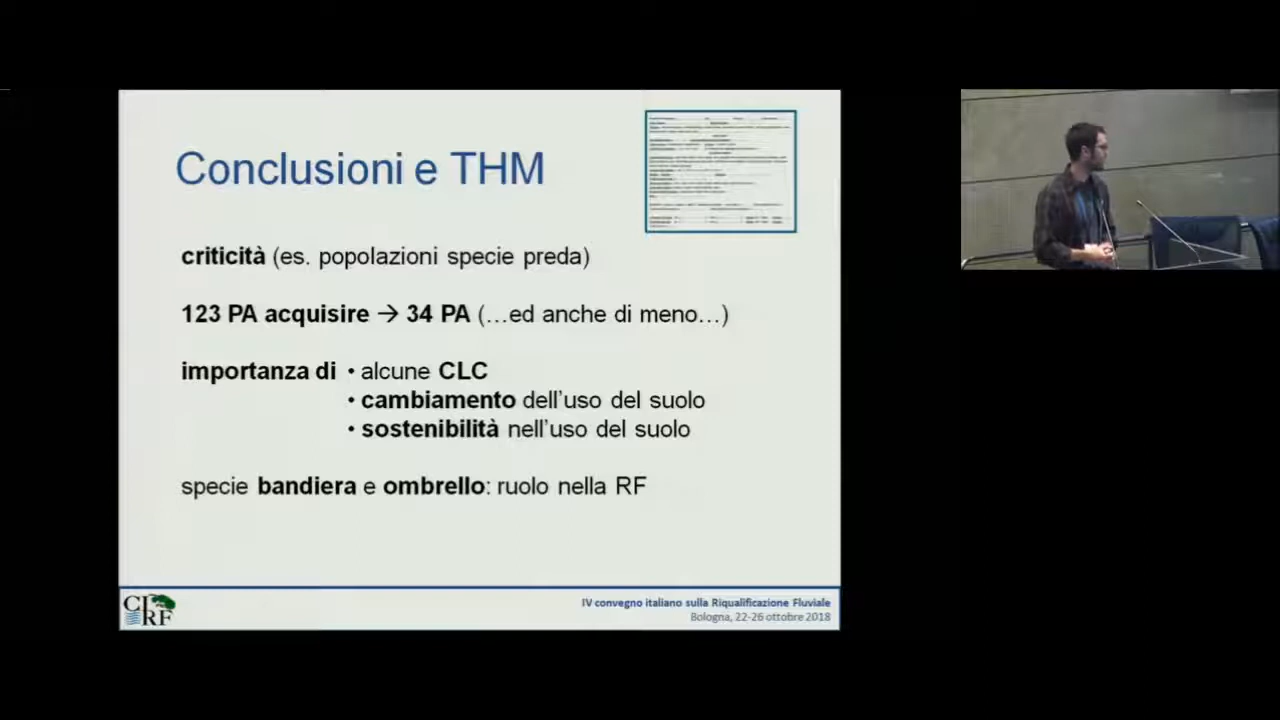 Conclusioni e THM
criticità (es. popolazioni specie preda)
123 PA acquisire → 34 PA (…ed anche di meno…)
importanza di • alcune CLC
• cambiamento dell'uso del suolo
• sostenibilità nell'uso del suolo
specie bandiera e ombrello: ruolo nella RF
CIRF
IV convegno italiano sulla Riqualificazione Fluviale
Bologna, 22-26 ottobre 2018